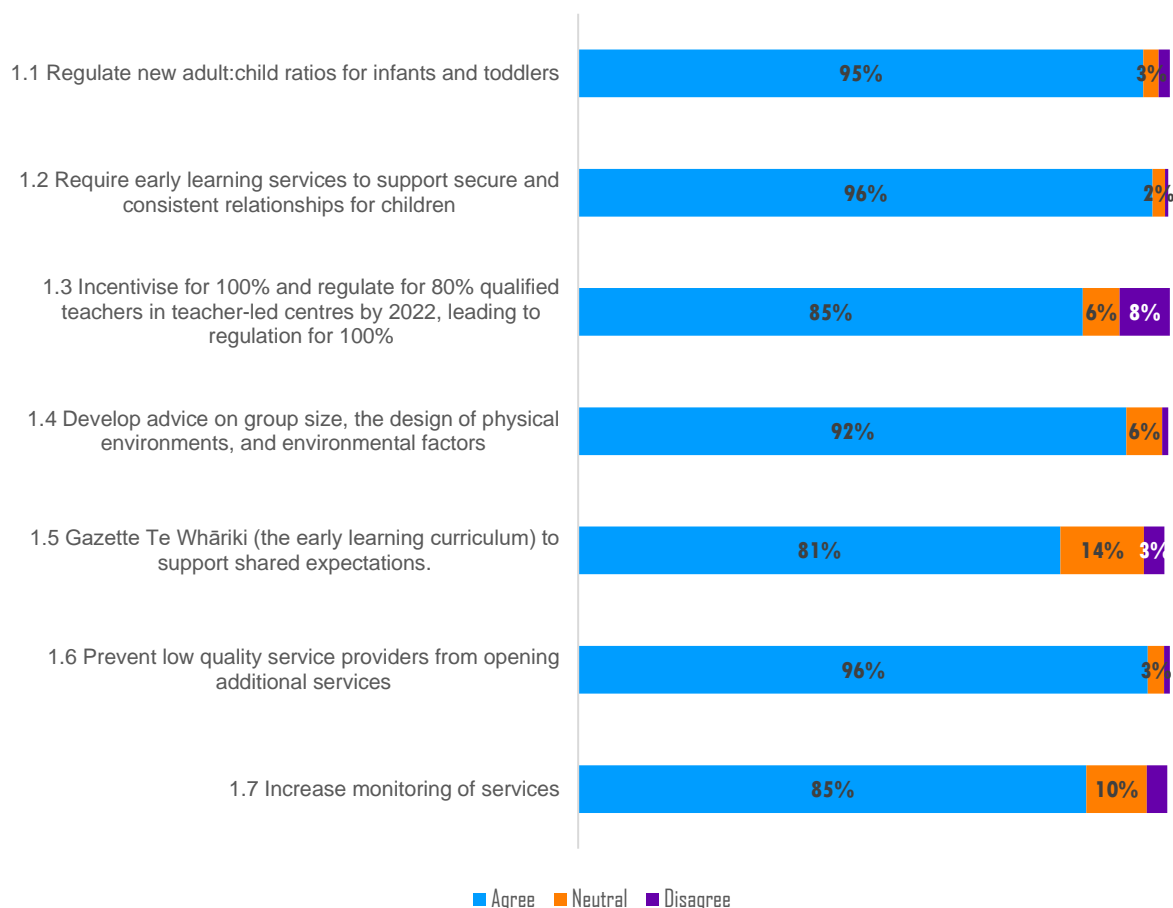 1.1 Regulate new adult:child ratios for infants and toddlers
95%
3%
1.2 Require early learning services to support secure and
consistent relationships for children
96%
2%
1.3 Incentivise for 100% and regulate for 80% qualified
teachers in teacher-led centres by 2022, leading to
regulation for 100%
85%
6%
8%
1.4 Develop advice on group size, the design of physical
environments, and environmental factors
92%
6%
1.5 Gazette Te Whāriki (the early learning curriculum) to
support shared expectations.
81%
14%
3%
1.6 Prevent low quality service providers from opening
additional services
96%
3%
1.7 Increase monitoring of services
85%
10%
Agree Neutral Disagree